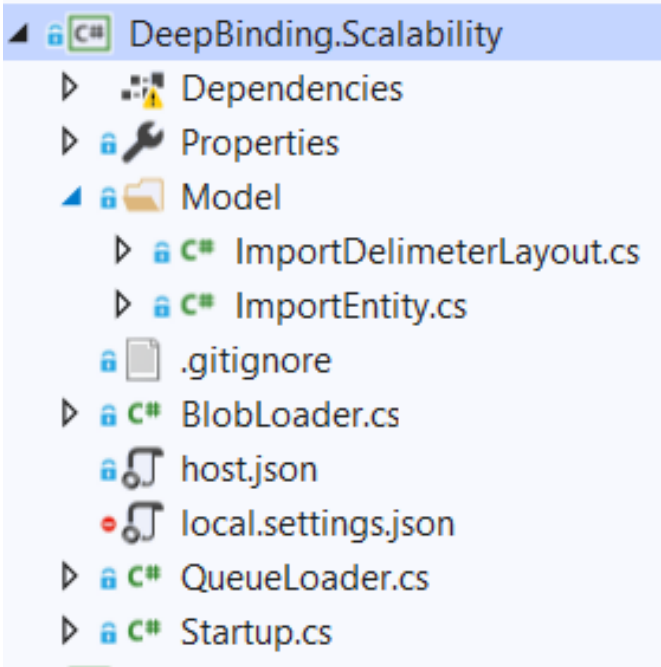 C# DeepBinding.Scalability
Dependencies
Properties
Model
C# ImportDelimeterLayout.cs
C# ImportEntity.cs
.gitignore
C# BlobLoader.cs
host.json
local.settings.json
C# QueueLoader.cs
C# Startup.cs